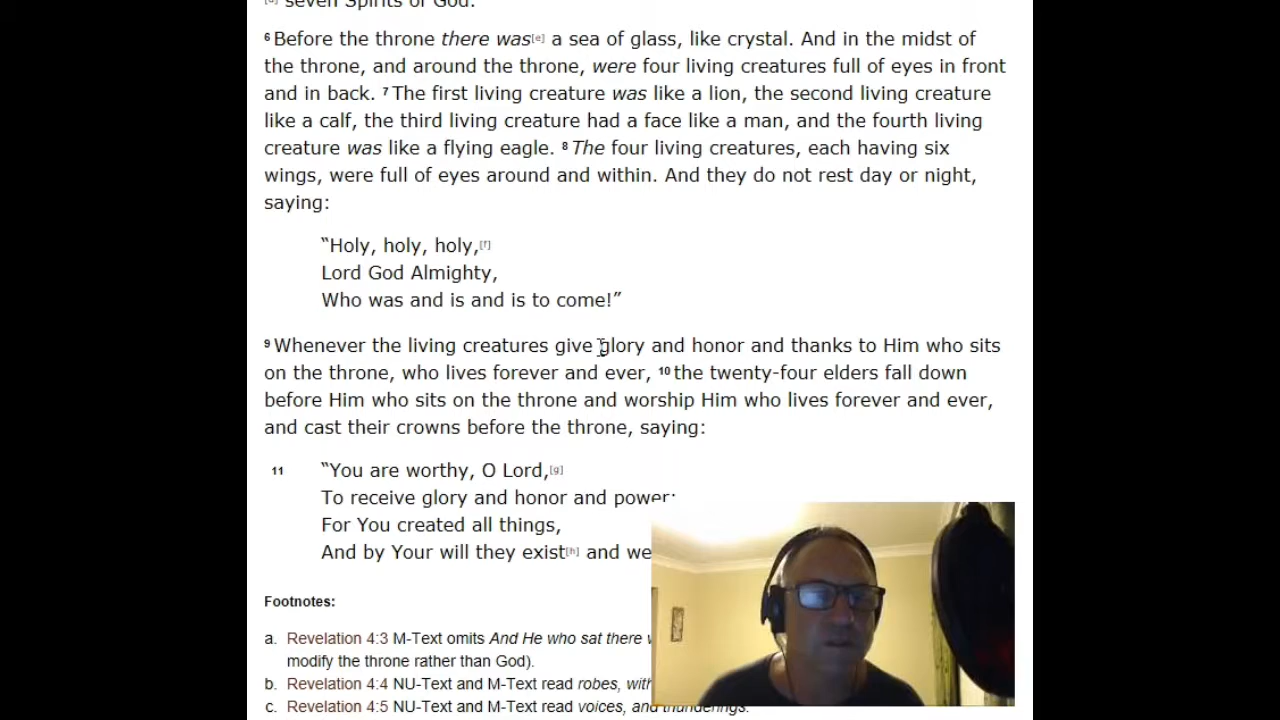 [d] seven Spirits of God.
6 Before the throne there was[e] a sea of glass, like crystal. And in the midst of
the throne, and around the throne, were four living creatures full of eyes in front
and in back. 7 The first living creature was like a lion, the second living creature
like a calf, the third living creature had a face like a man, and the fourth living
creature was like a flying eagle. 8 The four living creatures, each having six
wings, were full of eyes around and within. And they do not rest day or night,
saying:
“Holy, holy, holy,[f]
Lord God Almighty,
Who was and is and is to come!”
9 Whenever the living creatures give glory and honor and thanks to Him who sits
on the throne, who lives forever and ever, 10 the twenty-four elders fall down
before Him who sits on the throne and worship Him who lives forever and ever,
and cast their crowns before the throne, saying:
11 “You are worthy, O Lord,[g]
To receive glory and honor and power;
For You created all things,
And by Your will they exist[h] and we
Footnotes:
a. Revelation 4:3 M-Text omits And He who sat there
modify the throne rather than God).
b. Revelation 4:4 NU-Text and M-Text read robes, with
c. Revelation 4:5 NU-Text and M-Text read voices, and thunderings.